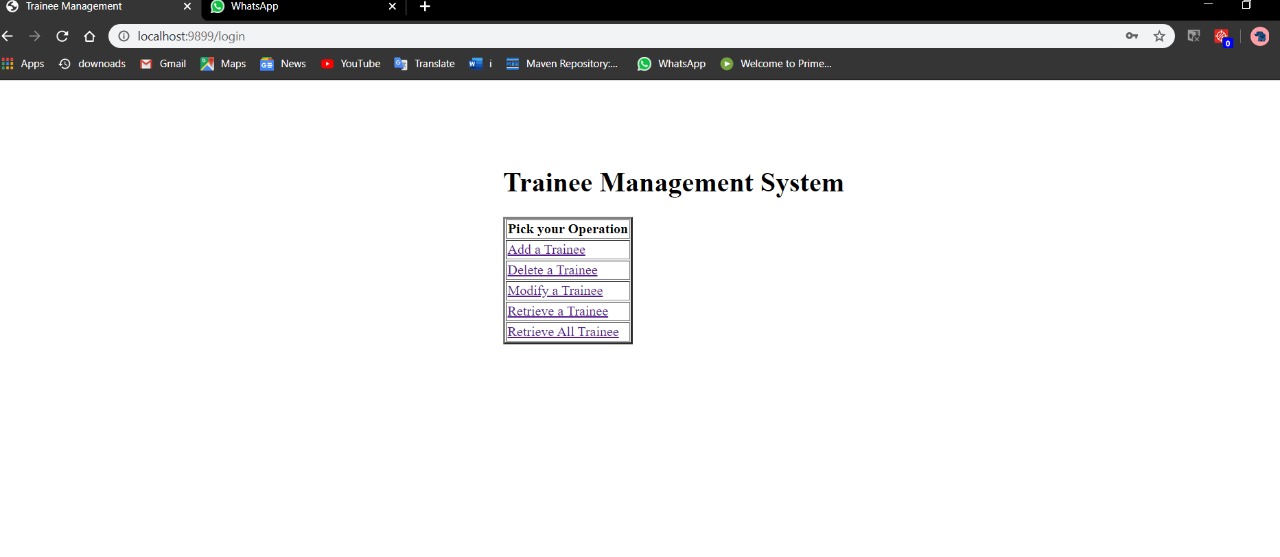 Trainee Management
WhatsApp
localhost:9899/login
0
Apps downoads Gmail Maps News YouTube Translate i Maven Repository:... WhatsApp Welcome to Prime...
Trainee Management System
Pick your Operation
Add a Trainee
Delete a Trainee
Modify a Trainee
Retrieve a Trainee
Retrieve All Trainee